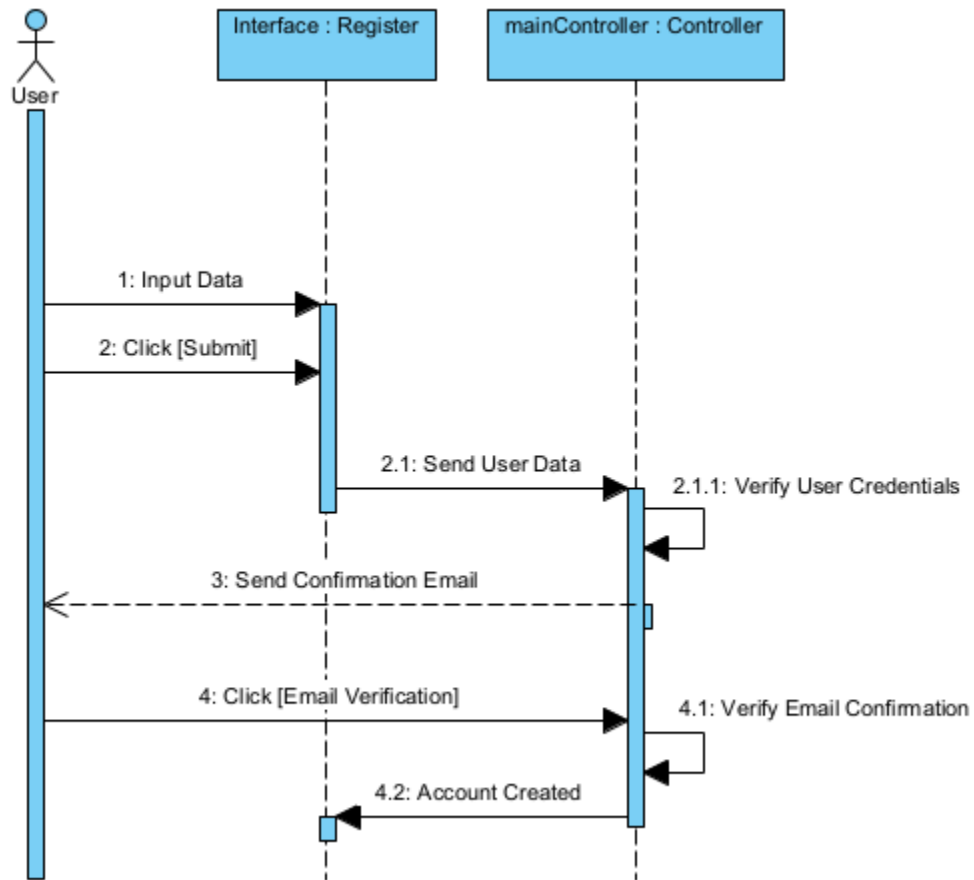 Interface : Register
mainController : Controller
User
1: Input Data
2: Click [Submit]
2.1: Send User Data
2.1.1: Verify User Credentials
3: Send Confirmation Email
4: Click [Email Verification]
4.1: Verify Email Confirmation
4.2: Account Created